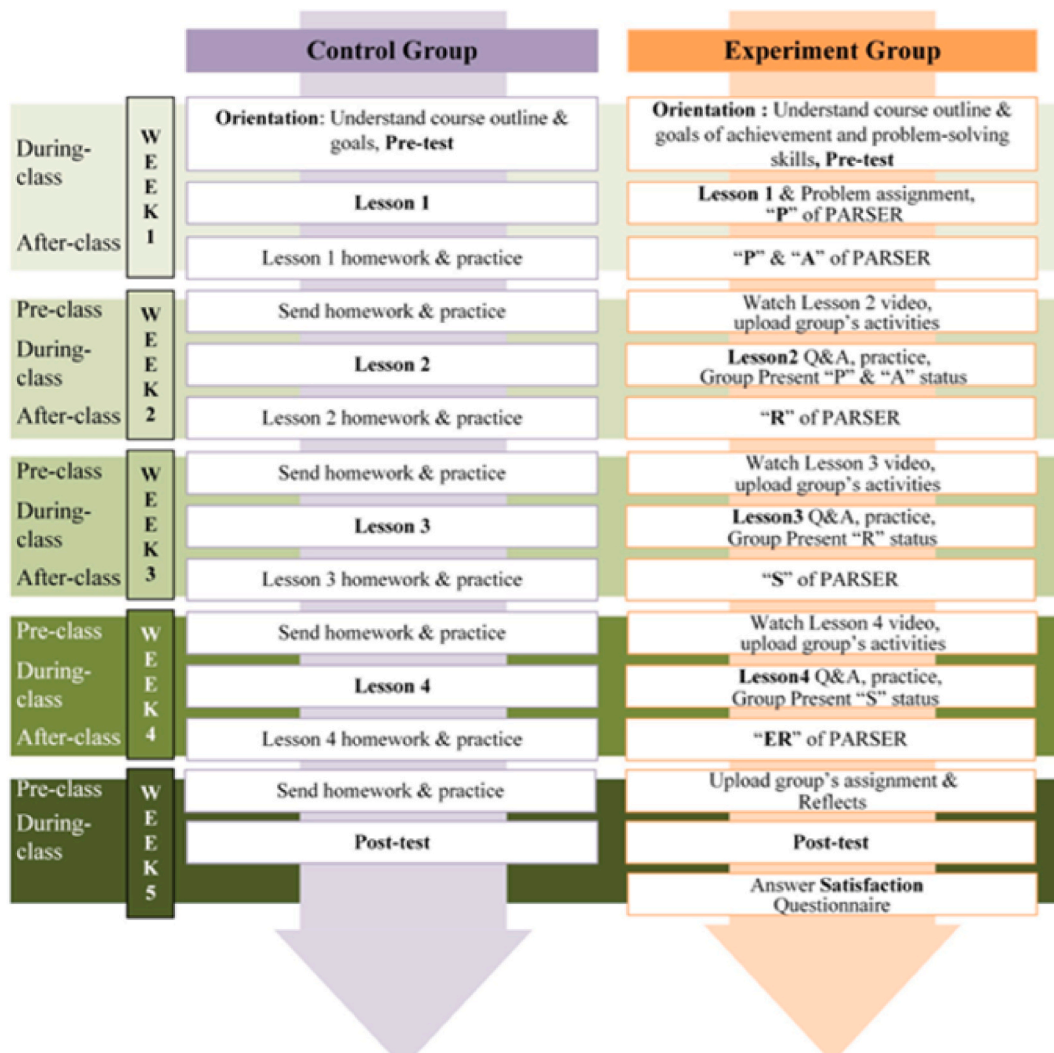 Control Group
Experiment Group
During-
class
After-class
WEEK1
Orientation: Understand course outline &
goals, Pre-test
Orientation : Understand course outline &
goals of achievement and problem-solving
skills, Pre-test
Lesson 1
Lesson 1 & Problem assignment,
“P” of PARSER
Lesson 1 homework & practice
“P” & “A” of PARSER
Pre-class
During-
class
After-class
WEEK2
Send homework & practice
Watch Lesson 2 video,
upload group’s activities
Lesson 2
Lesson2 Q&A, practice,
Group Present “P” & “A” status
Lesson 2 homework & practice
“R” of PARSER
Pre-class
During-
class
After-class
WEEK3
Send homework & practice
Watch Lesson 3 video,
upload group’s activities
Lesson 3
Lesson3 Q&A, practice,
Group Present “R” status
Lesson 3 homework & practice
“S” of PARSER
Pre-class
During-
class
After-class
WEEK4
Send homework & practice
Watch Lesson 4 video,
upload group’s activities
Lesson 4
Lesson4 Q&A, practice,
Group Present “S” status
Lesson 4 homework & practice
“ER” of PARSER
Pre-class
During-
class
WEEK5
Send homework & practice
Upload group’s assignment &
Reflects
Post-test
Post-test
Answer Satisfaction
Questionnaire